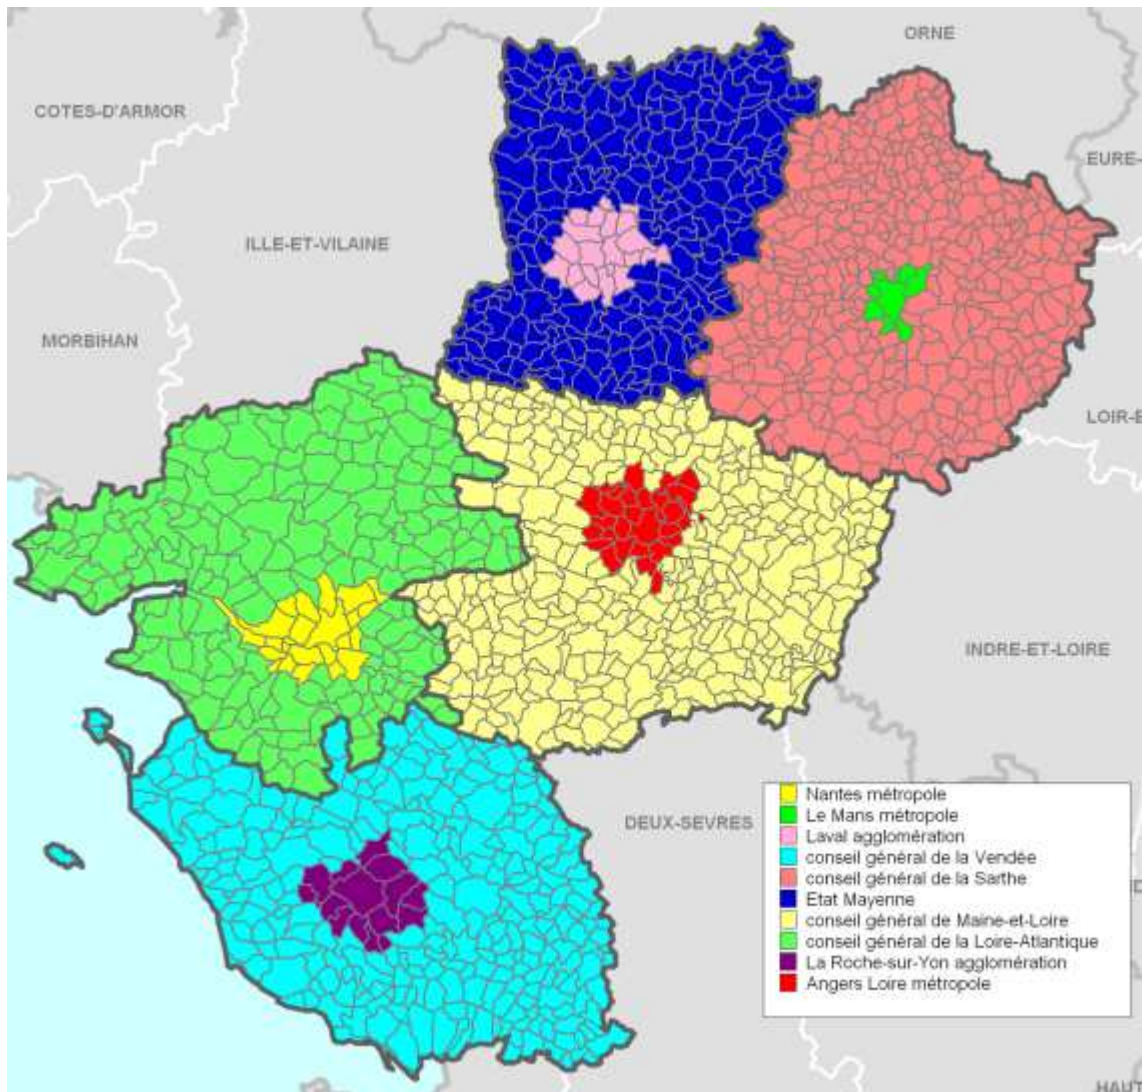 ORNE
COTES-D'ARMOR
EURE-
ILLE-ET-VILAINE
MORBIHAN
LOIR-E
INDRE-ET-LOIRE
DEUX-SEVRES
Nantes métropole
Le Mans métropole
Laval agglomération
conseil général de la Vendée
conseil général de la Sarthe
Etat Mayenne
conseil général de Maine-et-Loire
conseil général de la Loire-Atlantique
La Roche-sur-Yon agglomération
Angers Loire métropole
HAUT